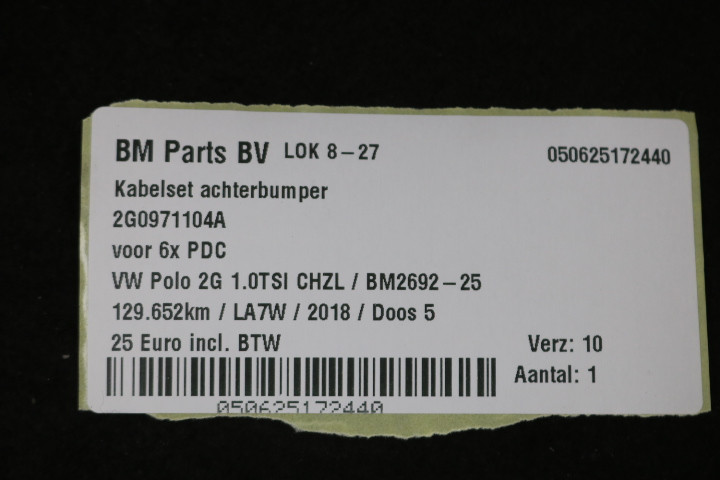 BM Parts BV LOK 8-27 050625172440
Kabelset achterbumper
2G0971104A
voor 6x PDC
VW Polo 2G 1.0TSI CHZL / BM2692-25
129.652km / LA7W / 2018 / Doos 5
25 Euro incl. BTW Verz: 10
Aantal: 1
050625172440